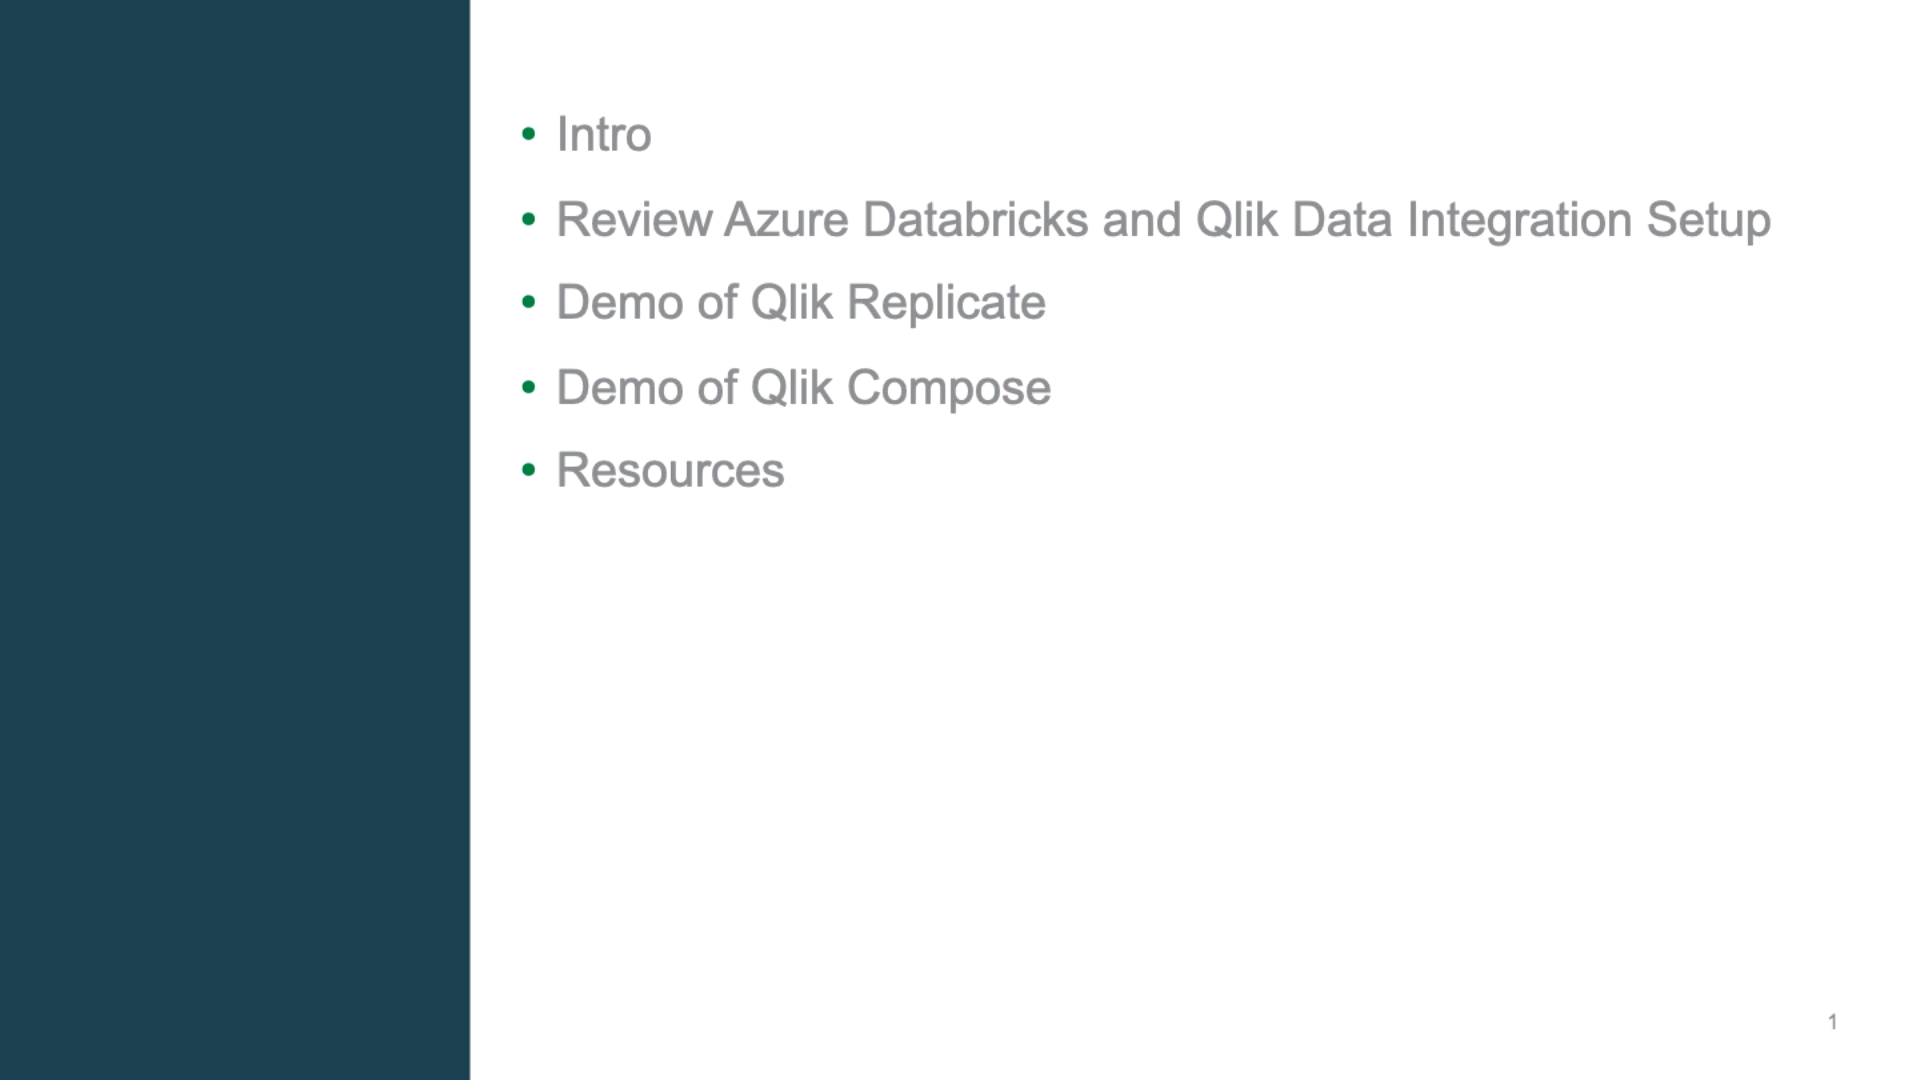 • Intro
• Review Azure Databricks and Qlik Data Integration Setup
• Demo of Qlik Replicate
• Demo of Qlik Compose
• Resources
1